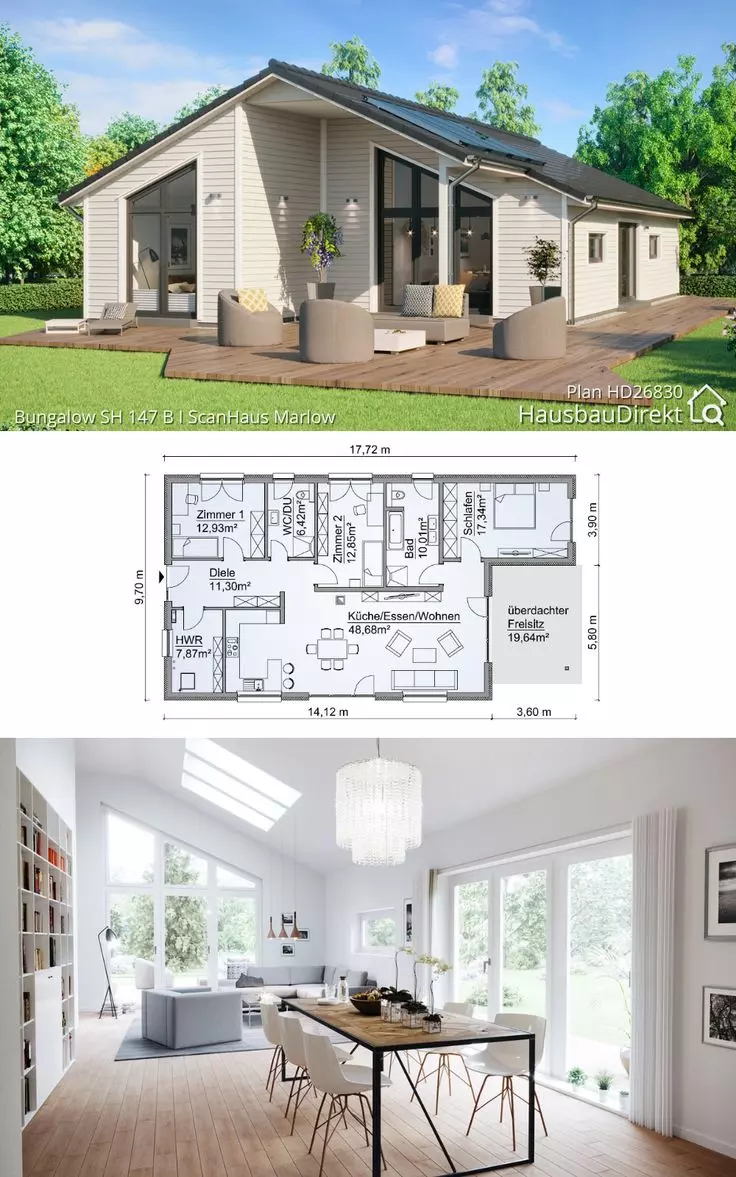 Plan HD26830
Bungalow SH 147 B I ScanHaus Marlow
HausbauDirekt
17,72 m
Zimmer 1
12,93m²
WC/DU
6,42m²
Zimmer 2
12,85m²
Bad
10,01m²
Schlafen
17,34m²
3,90 m
Diele
11,30m²
9,70 m
HWR
7,87m²
Küche/Essen/Wohnen
48,68m²
überdachter
Freisitz
19,64m²
5,80 m
14,12 m
3,60 m